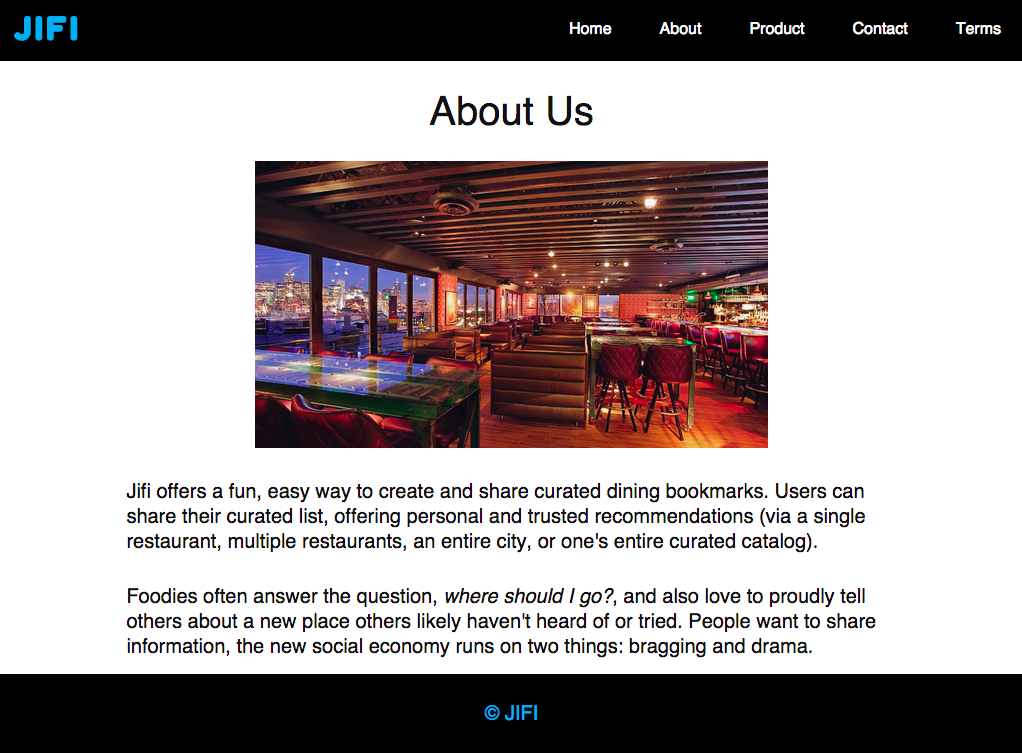 JIFI
Home About Product Contact Terms
About Us
Jifi offers a fun, easy way to create and share curated dining bookmarks. Users can
share their curated list, offering personal and trusted recommendations (via a single
restaurant, multiple restaurants, an entire city, or one's entire curated catalog).
Foodies often answer the question, where should I go?, and also love to proudly tell
others about a new place others likely haven't heard of or tried. People want to share
information, the new social economy runs on two things: bragging and drama.
© JIFI